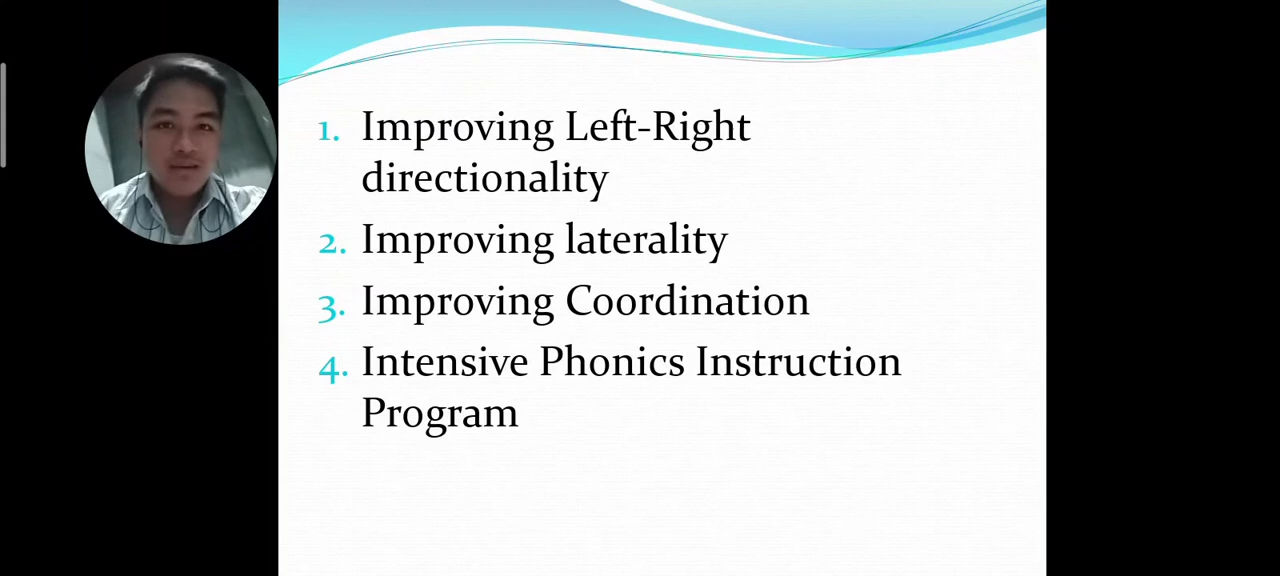 1. Improving Left-Right
directionality
2. Improving laterality
3. Improving Coordination
4. Intensive Phonics Instruction
Program